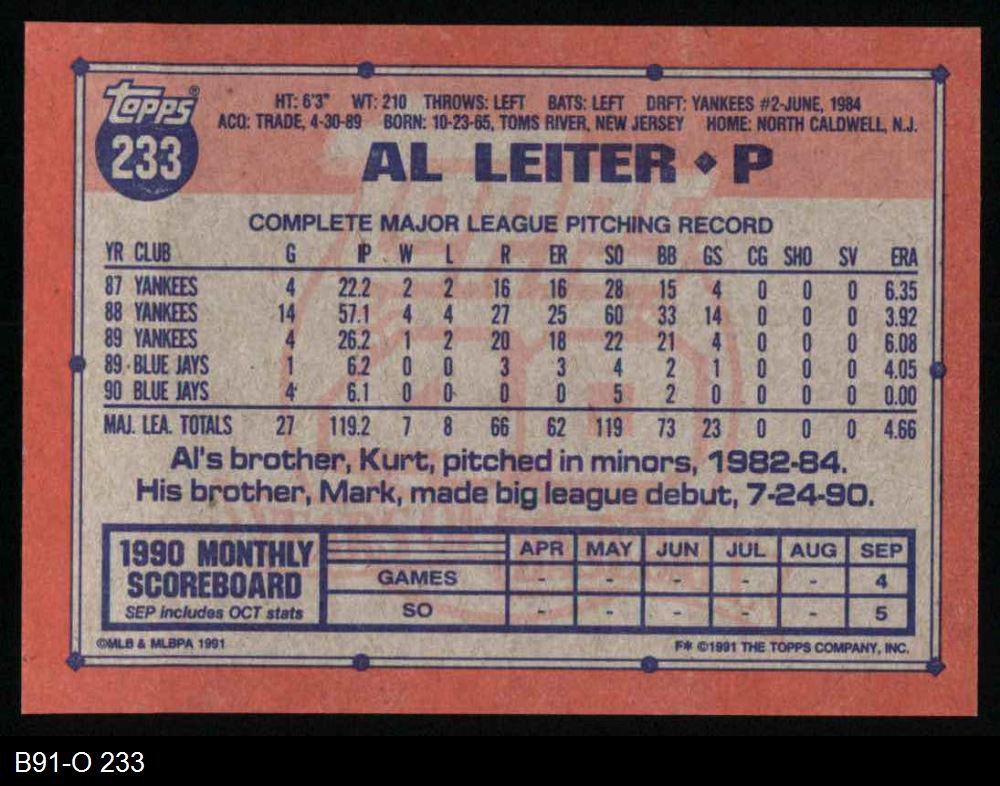 Topps®
233
HT: 6'3" WT: 210 THROWS: LEFT BATS: LEFT DRFT: YANKEES #2-JUNE, 1984
ACQ: TRADE, 4-30-89 BORN: 10-23-65, TOMS RIVER, NEW JERSEY HOME: NORTH CALDWELL, N.J.
AL LEITER ♦ P
COMPLETE MAJOR LEAGUE PITCHING RECORD
YR CLUB G IP W L R ER SO BB GS CG SHO SV ERA
87 YANKEES 4 22.2 2 2 16 16 28 15 4 0 0 0 6.35
88 YANKEES 14 57.1 4 4 27 25 60 33 14 0 0 0 3.92
89 YANKEES 4 26.2 1 2 20 18 22 21 4 0 0 0 6.08
89 BLUE JAYS 1 6.2 0 0 3 3 4 2 1 0 0 0 4.05
90 BLUE JAYS 4 6.1 0 0 0 0 5 2 0 0 0 0 0.00
MAJ. LEA. TOTALS 27 119.2 7 8 66 62 119 73 23 0 0 0 4.66
Al's brother, Kurt, pitched in minors, 1982-84.
His brother, Mark, made big league debut, 7-24-90.
1990 MONTHLY SCOREBOARD
SEP includes OCT stats
APR MAY JUN JUL AUG SEP
GAMES - - - - - 4
SO - - - - - 5
©MLB & MLBPA 1991
F* ©1991 THE TOPPS COMPANY, INC.
B91-O 233